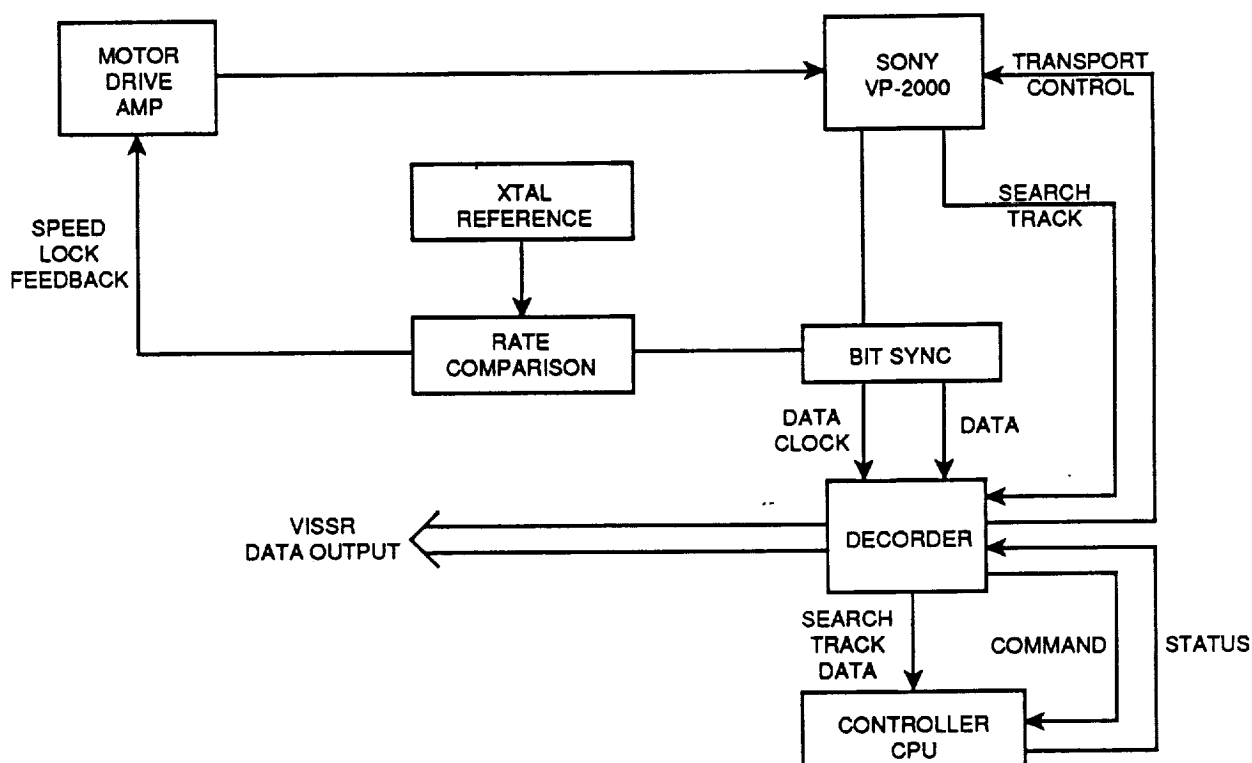 MOTOR
DRIVE
AMP
SONY
VP-2000
TRANSPORT
CONTROL
XTAL
REFERENCE
SEARCH
TRACK
SPEED
LOCK
FEEDBACK
RATE
COMPARISON
BIT SYNC
DATA
CLOCK
DATA
VISSR
DATA OUTPUT
DECORDER
SEARCH
TRACK
DATA
COMMAND
STATUS
CONTROLLER
CPU